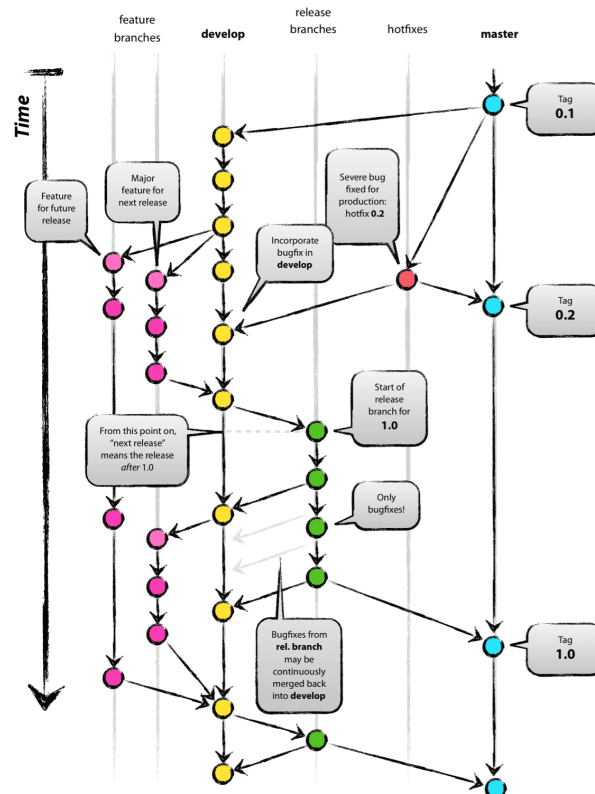 feature
branches
develop
release
branches
hotfixes
master
Time
Tag
0.1
Major
feature for
next release
Feature
for future
release
Severe bug
fixed for
production:
hotfix 0.2
Incorporate
bugfix in
develop
Tag
0.2
Start of
release
branch for
1.0
From this point on,
“next release”
means the release
after 1.0
Only
bugfixes!
Bugfixes from
rel. branch
may be
continuously
merged back
into develop
Tag
1.0